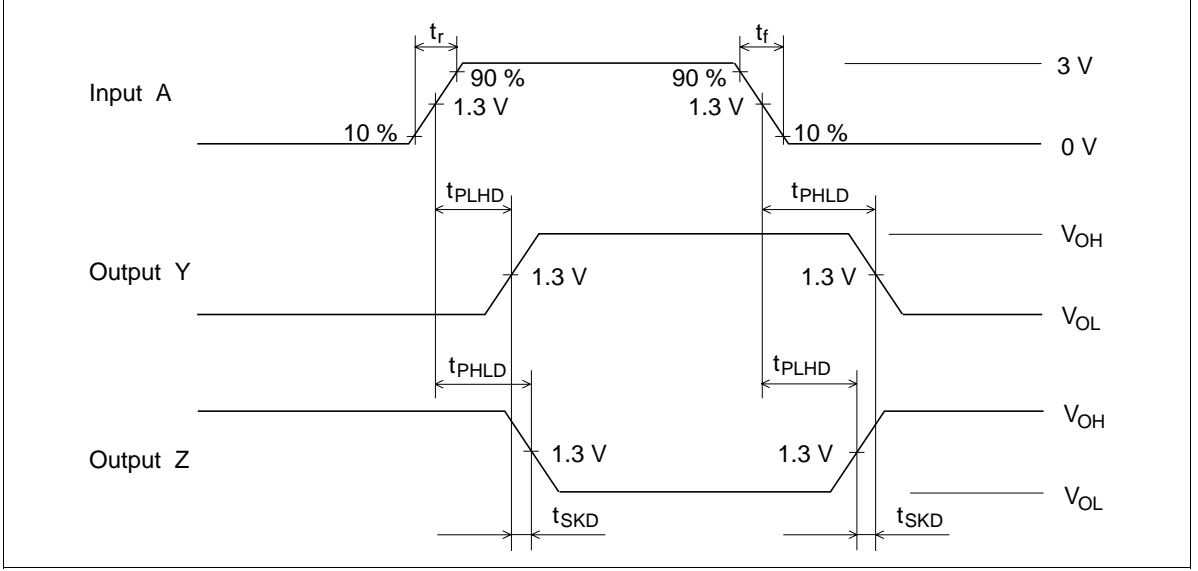 tr tf
90 % 90 % 3 V
Input A 1.3 V 1.3 V
10 % 10 % 0 V
tPLHD tPHLD
VOH
Output Y 1.3 V 1.3 V
VOL
tPHLD tPLHD
VOH
Output Z 1.3 V 1.3 V
VOL
tSKD tSKD